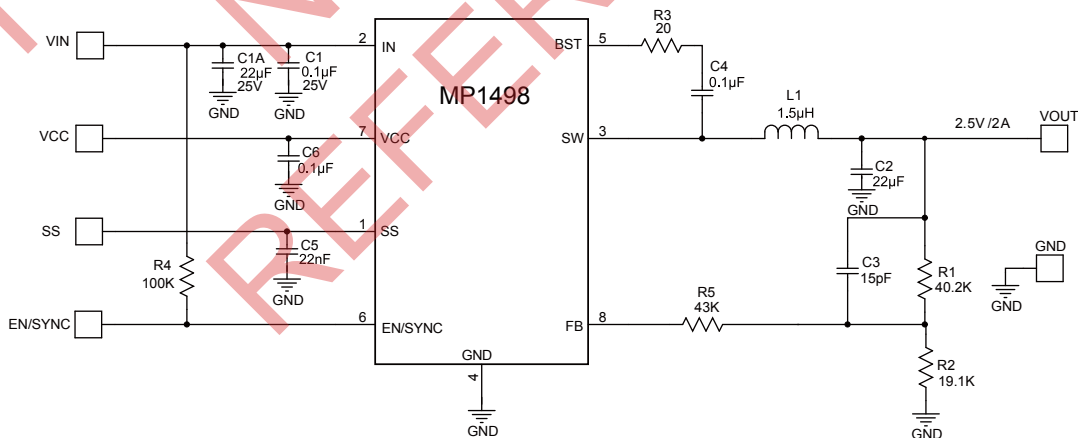 VIN
2
IN
C1A
22µF
25V
GND
C1
0.1µF
25V
GND
MP1498
BST
5
R3
20
C4
0.1µF
VCC
7
VCC
C6
0.1µF
GND
SW
3
L1
1.5µH
2.5V/2A
VOUT
C2
22µF
GND
SS
1
SS
C5
22nF
GND
R4
100K
C3
15pF
R1
40.2K
GND
GND
EN/SYNC
6
EN/SYNC
FB
8
R5
43K
GND
4
GND
R2
19.1K
GND